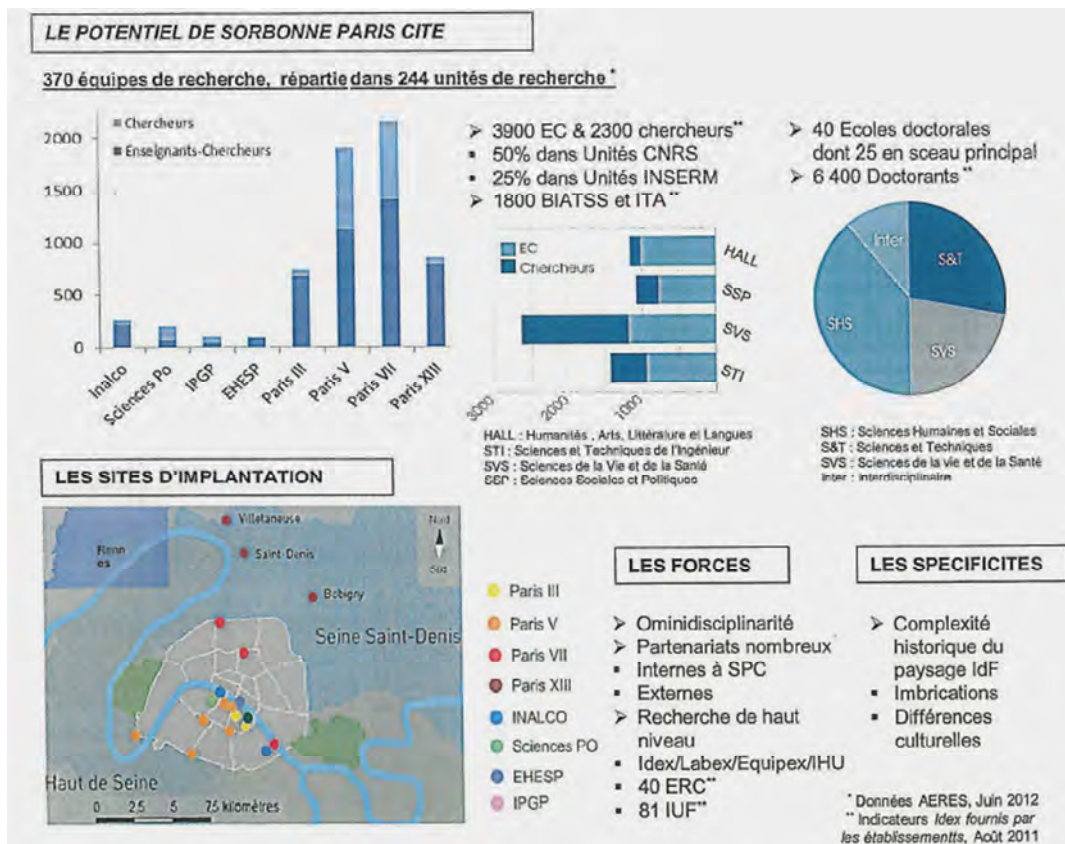 LE POTENTIEL DE SORBONNE PARIS CITE
370 équipes de recherche, répartie dans 244 unités de recherche *
Chercheurs
Enseignants-Chercheurs
2000
1500
1000
500
0
Inalco
Sciences Po
IPGP
EHESP
Paris III
Paris V
Paris VII
Paris XIII
➢ 3900 EC & 2300 chercheurs**
▪ 50% dans Unités CNRS
▪ 25% dans Unités INSERM
➢ 1800 BIATSS et ITA **
EC
Chercheurs
HALL
SSP
SVS
STI
3000
2000
1000
HALL : Humanités , Arts, Littérature et Langues
STI : Sciences et Techniques de l'Ingénieur
SVS : Sciences de la Vie et de la Santé
SSP : Sciences Sociales et Politiques
➢ 40 Ecoles doctorales
dont 25 en sceau principal
➢ 6 400 Doctorants **
Inter
S&T
SHS
SVS
SHS : Sciences Humaines et Sociales
S&T : Sciences et Techniques
SVS : Sciences de la vie et de la Santé
Inter : Interdisciplinaire
LES SITES D'IMPLANTATION
Villetaneuse
Saint-Denis
Bobigny
Renn
es
Nord
Sud
Seine Saint-Denis
Haut de Seine
0 2,5 5 7,5 kilomètres
Paris III
Paris V
Paris VII
Paris XIII
INALCO
Sciences PO
EHESP
IPGP
LES FORCES
➢ Ominidisciplinarité
➢ Partenariats nombreux
▪ Internes à SPC
▪ Externes
➢ Recherche de haut
niveau
▪ Idex/Labex/Equipex/IHU
▪ 40 ERC**
▪ 81 IUF**
LES SPECIFICITES
➢ Complexité
historique du
paysage IdF
▪ Imbrications
▪ Différences
culturelles
* Données AERES, Juin 2012
** Indicateurs Idex fournis par
les établissementts, Août 2011